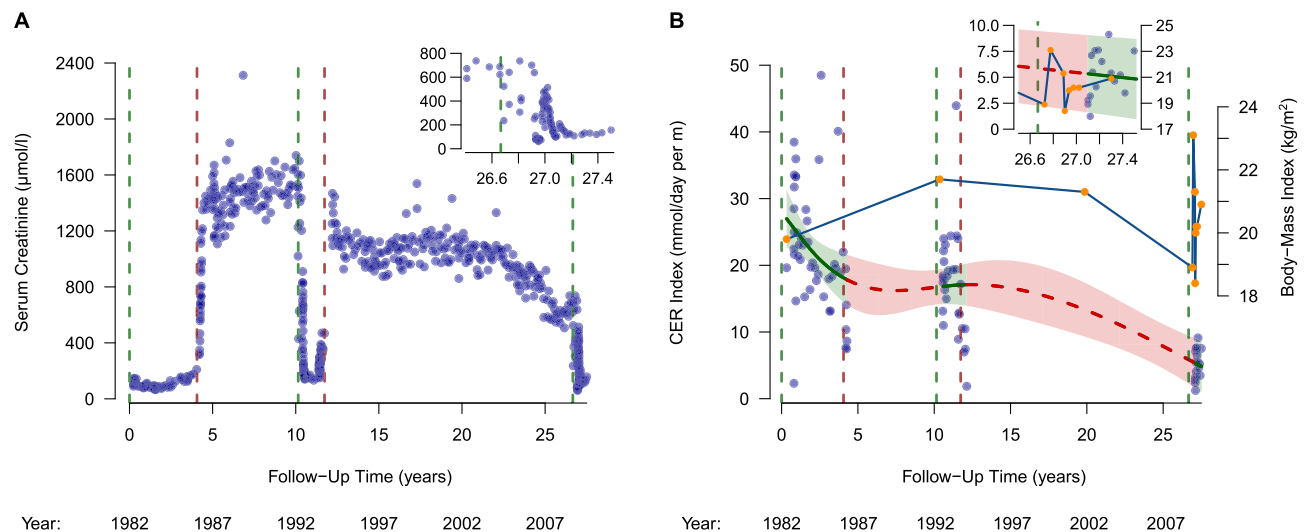 A
Serum Creatinine (μmol/l)
2400
2000
1600
1200
800
400
0
0 5 10 15 20 25
Follow−Up Time (years)
Year: 1982 1987 1992 1997 2002 2007
800
600
400
200
0
26.6 27.0 27.4
B
CER Index (mmol/day per m)
50
40
30
20
10
0
0 5 10 15 20 25
Follow−Up Time (years)
Year: 1982 1987 1992 1997 2002 2007
10.0
7.5
5.0
2.5
0
26.6 27.0 27.4
25
23
21
19
17
24
23
22
21
20
19
18
Body−Mass Index (kg/m²)